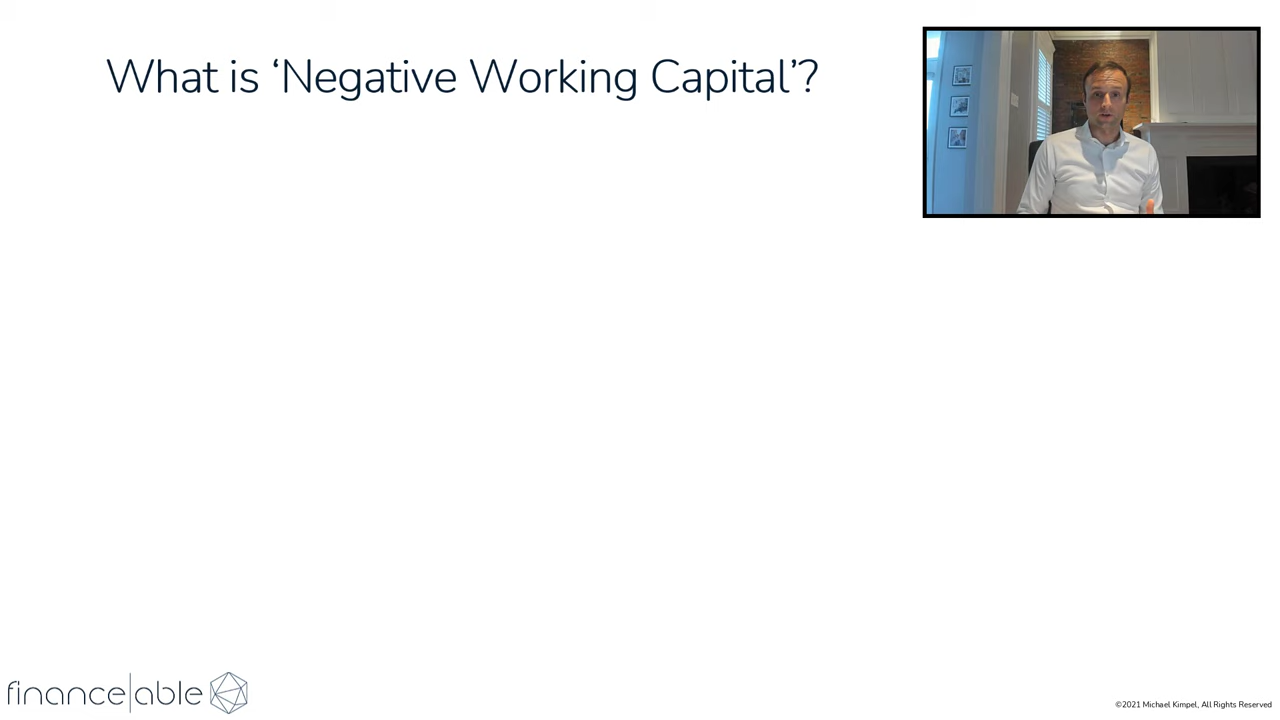 What is ‘Negative Working Capital’?
finance|able
©2021 Michael Kimpel, All Rights Reserved